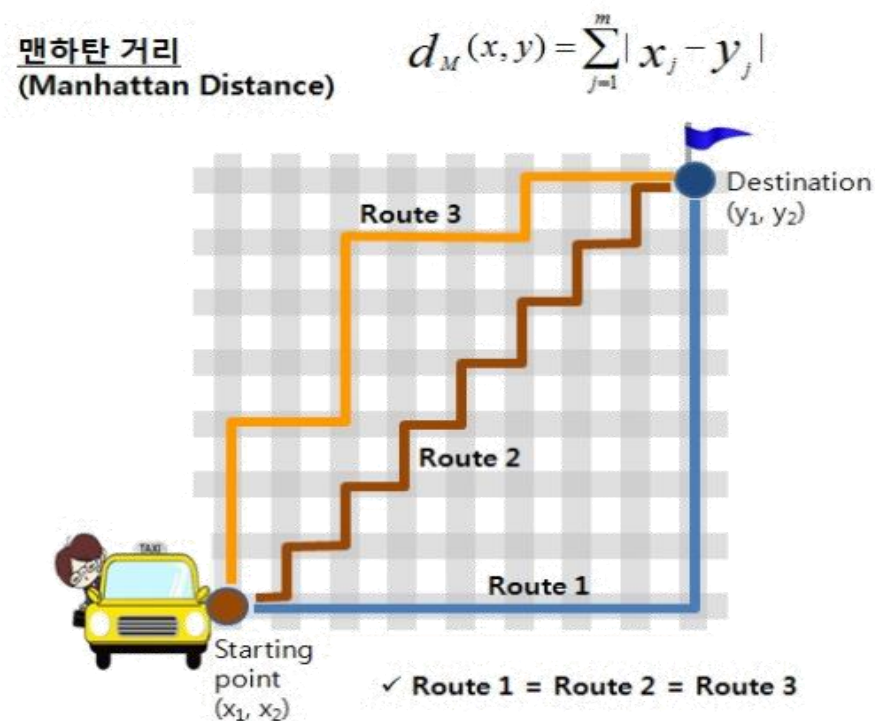 맨하탄 거리
(Manhattan Distance)
d_M (x, y) = \sum_{j=1}^{m} | x_j − y_j |
Destination
(y₁, y₂)
Route 3
Route 2
Route 1
TAXI
Starting
point
(x₁, x₂)
✓ Route 1 = Route 2 = Route 3